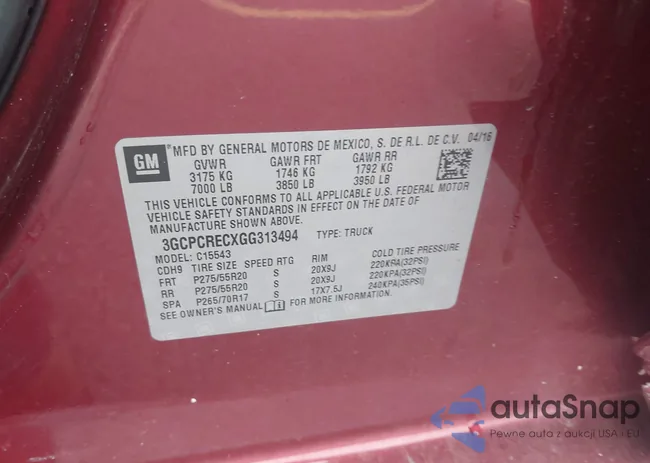 GM
MFD BY GENERAL MOTORS DE MEXICO, S. DE R.L. DE C.V. 04/16
GVWR GAWR FRT GAWR RR
3175 KG 1746 KG 1792 KG
7000 LB 3850 LB 3950 LB
THIS VEHICLE CONFORMS TO ALL APPLICABLE U.S. FEDERAL MOTOR
VEHICLE SAFETY STANDARDS IN EFFECT ON THE DATE OF
MANUFACTURE SHOWN ABOVE.
3GCPCRECXGG313494 TYPE: TRUCK
MODEL: C15543
CDH9 TIRE SIZE SPEED RTG RIM COLD TIRE PRESSURE
FRT P275/55R20 S 20X9J 220KPA(32PSI)
RR P275/55R20 S 20X9J 220KPA(32PSI)
SPA P265/70R17 S 17X7.5J 240KPA(35PSI)
SEE OWNER'S MANUAL FOR MORE INFORMATION.
autaSnap
Pewne auta z aukcji USA i EU